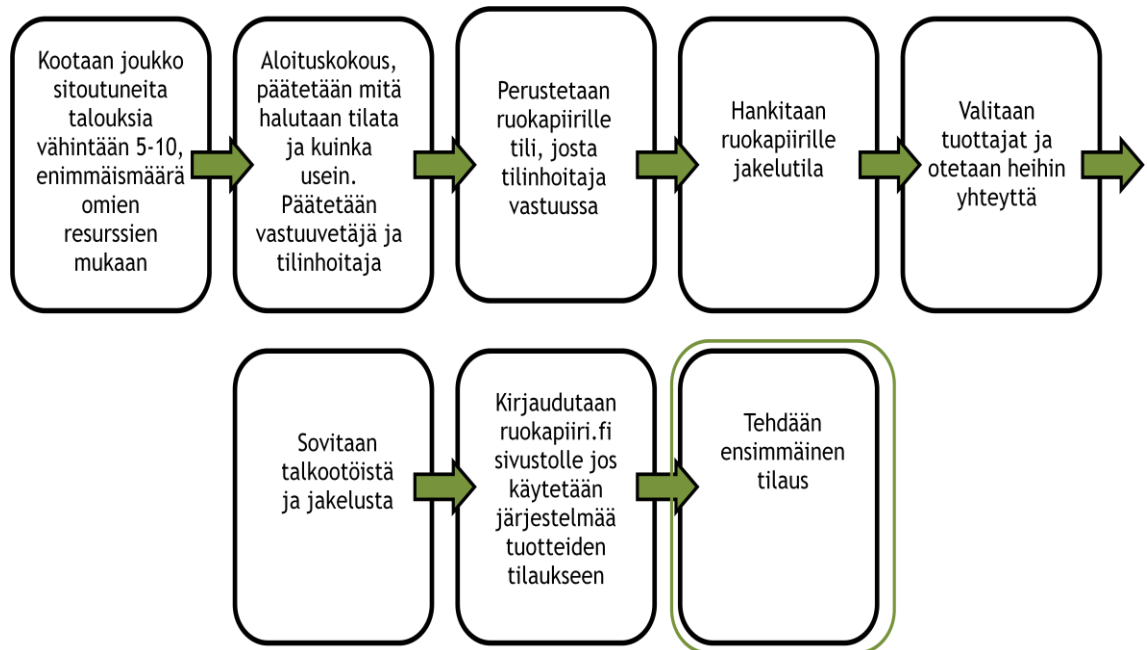 Kootaan joukko
sitoutuneita
talouksia
vähintään 5-10,
enimmäismäärä
omien
resurssien
mukaan
Aloituskokous,
päätetään mitä
halutaan tilata
ja kuinka
usein.
Päätetään
vastuuvetäjä ja
tilinhoitaja
Perustetaan
ruokapiirille
tili, josta
tilinhoitaja
vastuussa
Hankitaan
ruokapiirille
jakelutila
Valitaan
tuottajat ja
otetaan heihin
yhteyttä
Sovitaan
talkootöistä
ja jakelusta
Kirjaudutaan
ruokapiiri.fi
sivustolle jos
käytetään
järjestelmää
tuotteiden
tilaukseen
Tehdään
ensimmäinen
tilaus